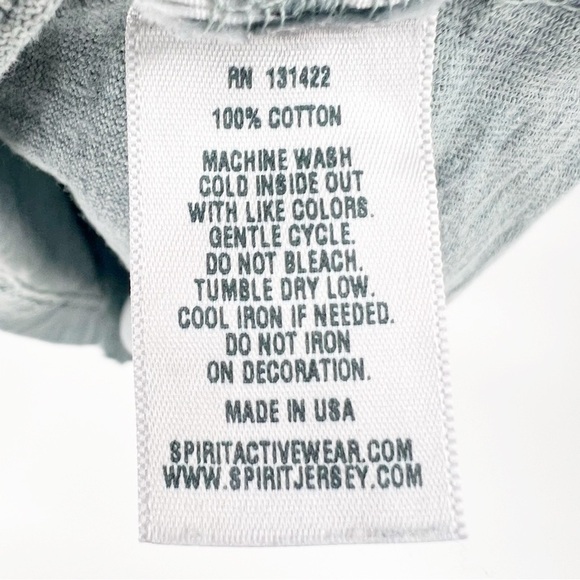 RN 131422
100% COTTON
MACHINE WASH
COLD INSIDE OUT
WITH LIKE COLORS.
GENTLE CYCLE.
DO NOT BLEACH.
TUMBLE DRY LOW.
COOL IRON IF NEEDED.
DO NOT IRON
ON DECORATION.
MADE IN USA
SPIRITACTIVEWEAR.COM
WWW.SPIRITJERSEY.COM